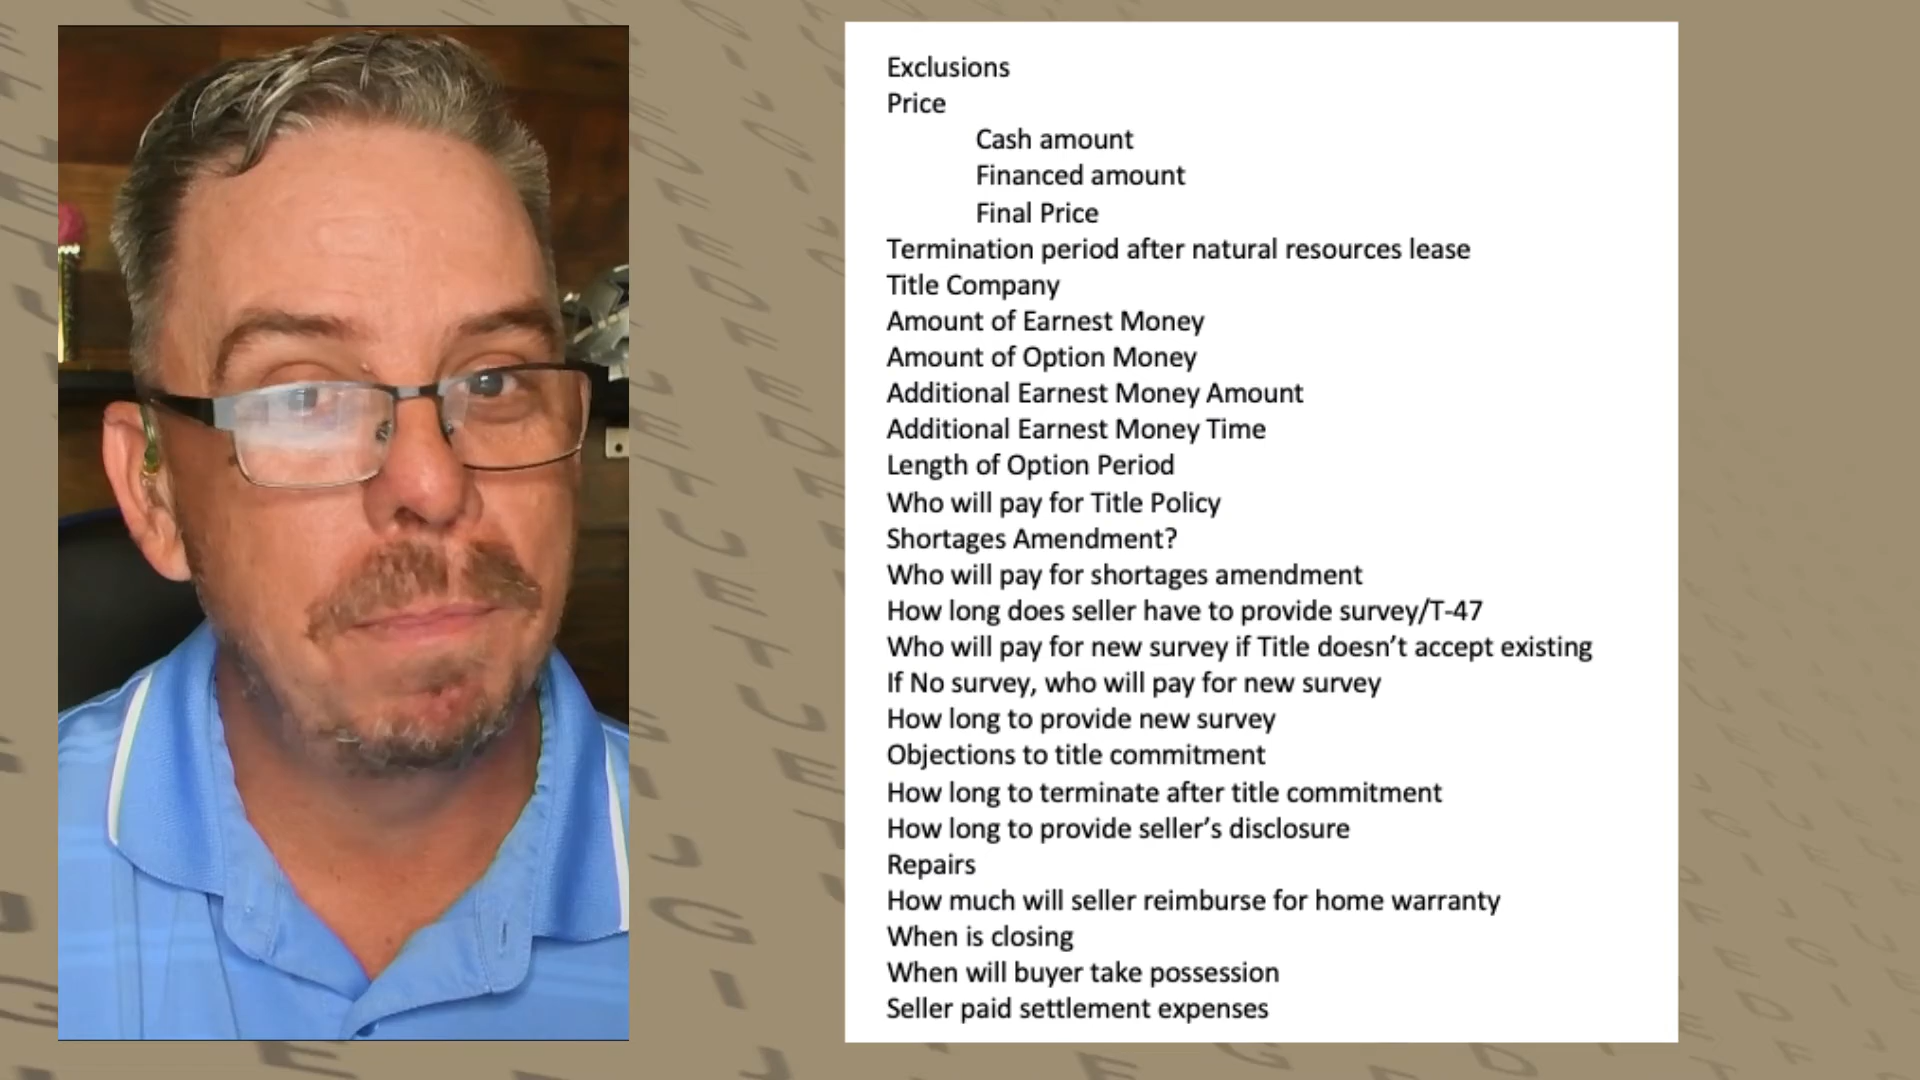 Exclusions
Price
Cash amount
Financed amount
Final Price
Termination period after natural resources lease
Title Company
Amount of Earnest Money
Amount of Option Money
Additional Earnest Money Amount
Additional Earnest Money Time
Length of Option Period
Who will pay for Title Policy
Shortages Amendment?
Who will pay for shortages amendment
How long does seller have to provide survey/T-47
Who will pay for new survey if Title doesn’t accept existing
If No survey, who will pay for new survey
How long to provide new survey
Objections to title commitment
How long to terminate after title commitment
How long to provide seller’s disclosure
Repairs
How much will seller reimburse for home warranty
When is closing
When will buyer take possession
Seller paid settlement expenses